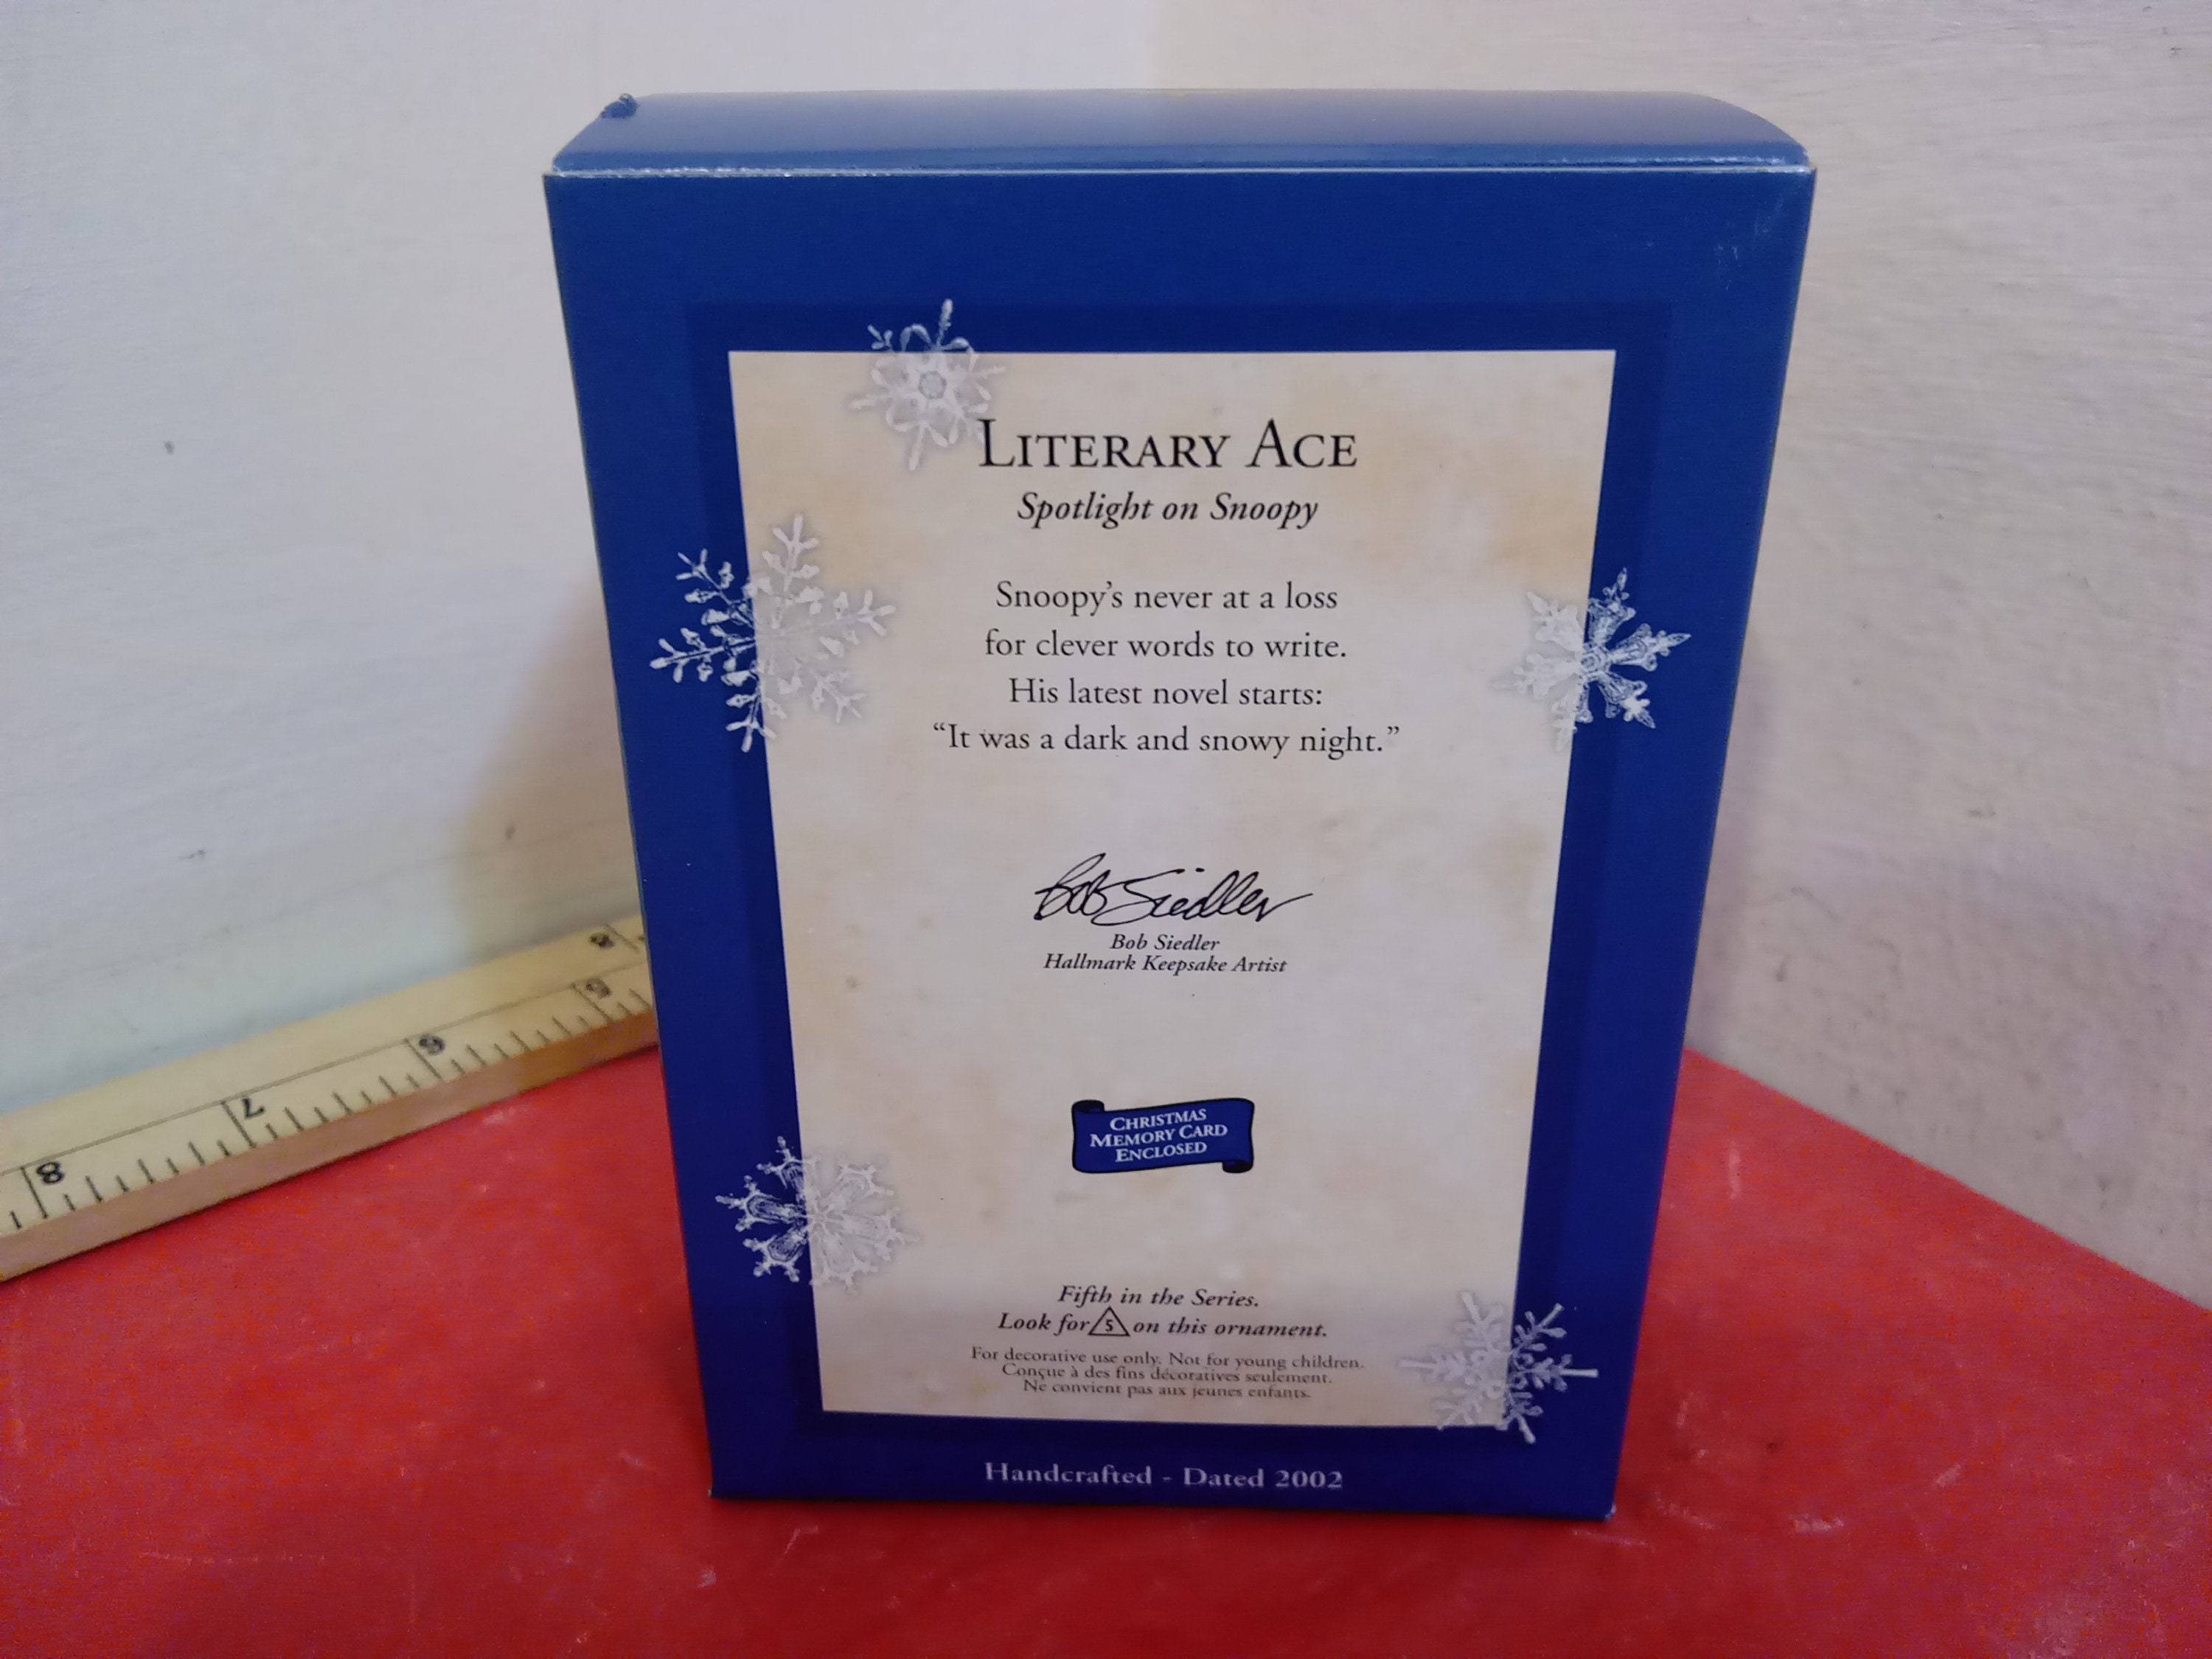 LITERARY ACE
Spotlight on Snoopy
Snoopy's never at a loss
for clever words to write.
His latest novel starts:
“It was a dark and snowy night.”
Bob Siedler
Bob Siedler
Hallmark Keepsake Artist
CHRISTMAS
MEMORY CARD
ENCLOSED
Fifth in the Series.
Look for 5 on this ornament.
For decorative use only. Not for young children.
Conçue à des fins décoratives seulement.
Ne convient pas aux jeunes enfants.
Handcrafted - Dated 2002
8 7 6